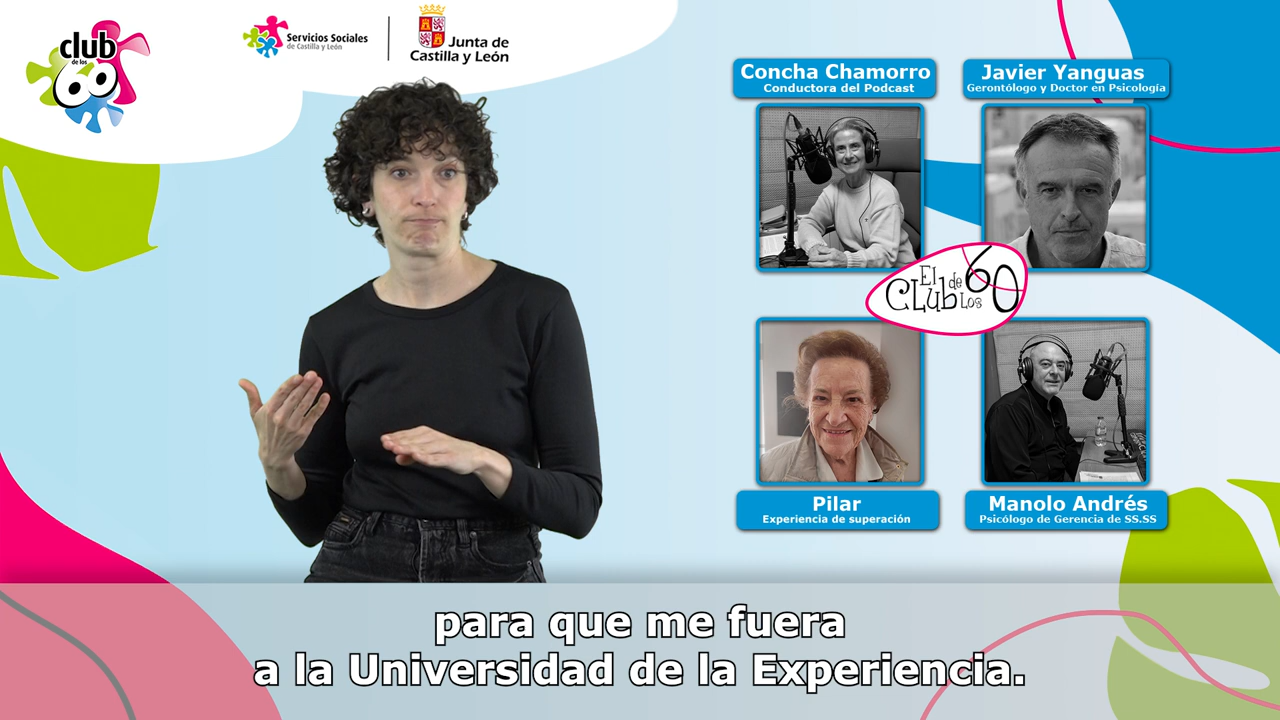 club
de los
60
Servicios Sociales
de Castilla y León
Junta de
Castilla y León
Concha Chamorro
Conductora del Podcast
Javier Yanguas
Gerontólogo y Doctor en Psicología
El
CLUb de
Los 60
Pilar
Experiencia de superación
Manolo Andrés
Psicólogo de Gerencia de SS.SS
para que me fuera
a la Universidad de la Experiencia.